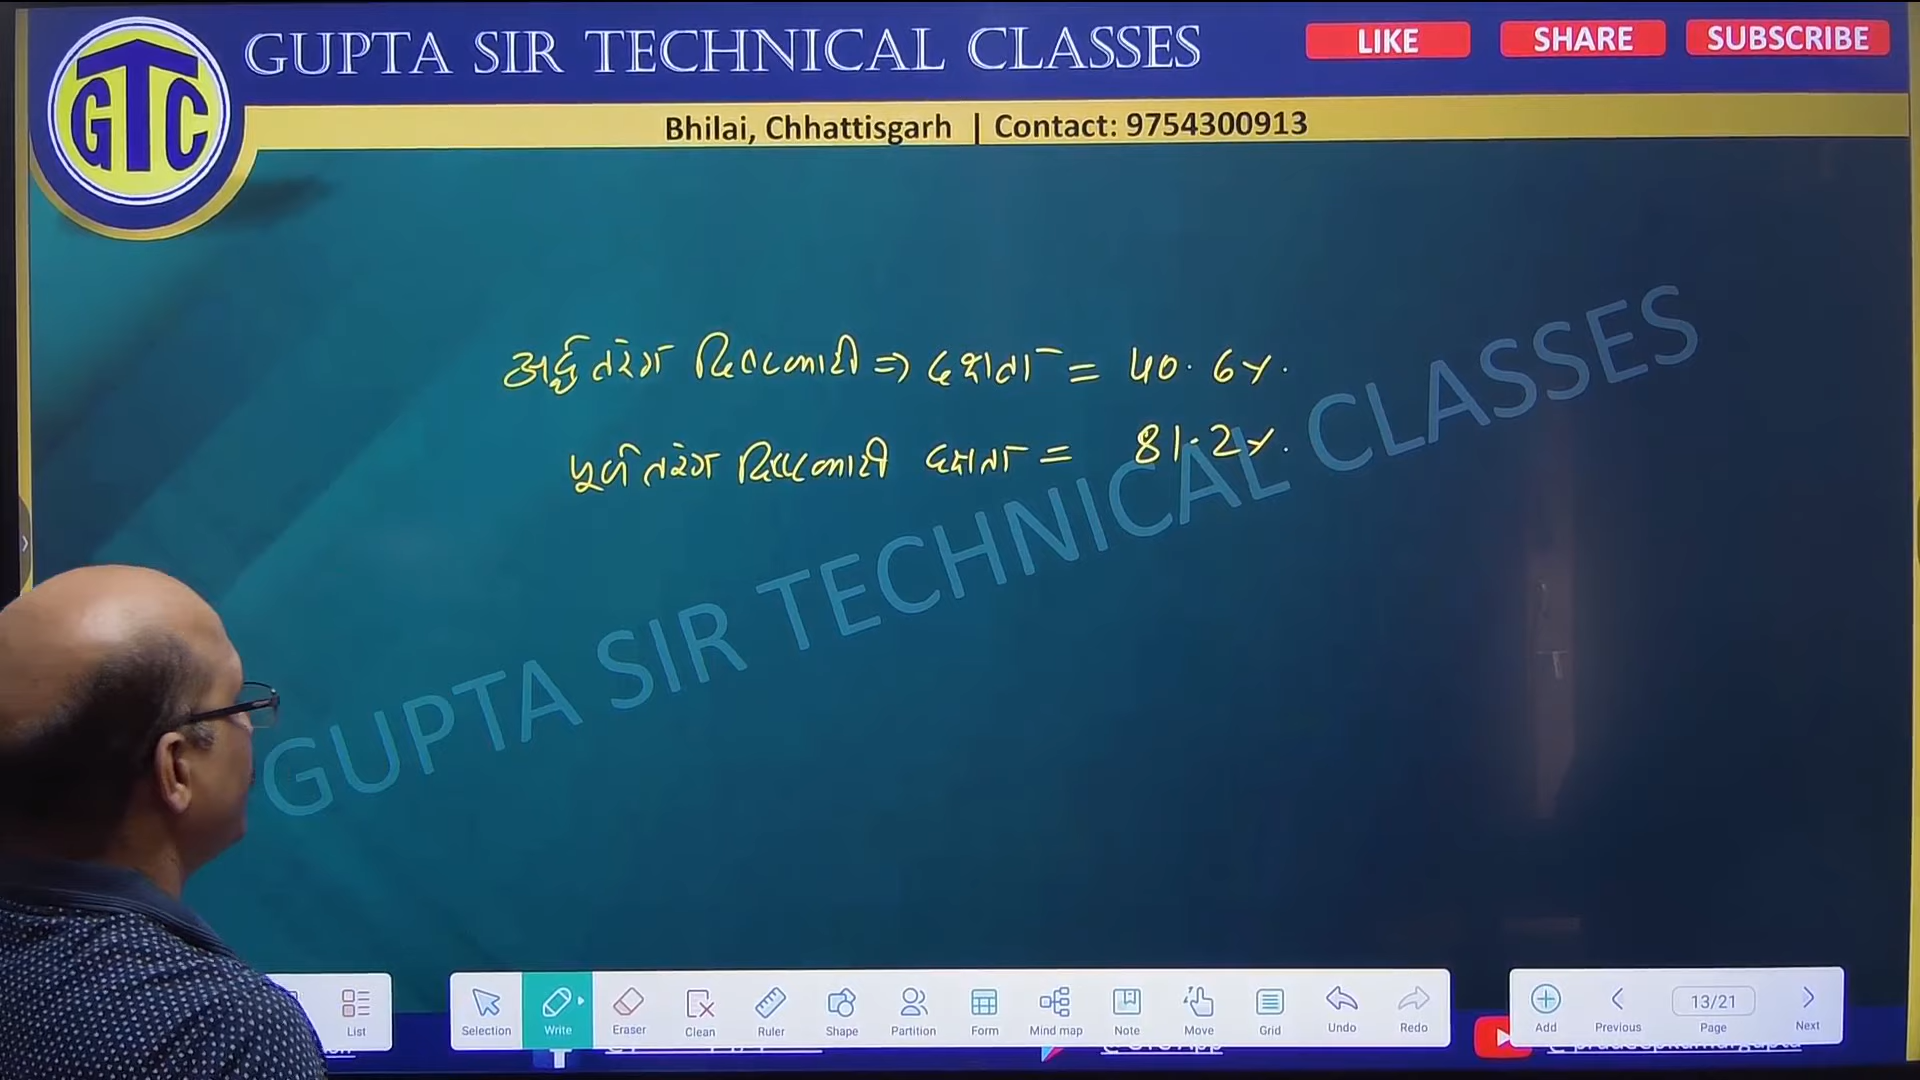 GUPTA SIR TECHNICAL CLASSES
LIKE
SHARE
SUBSCRIBE
GTC
Bhilai, Chhattisgarh | Contact: 9754300913
अर्द्ध तरंग दिष्टकारी ⇒ दक्षता = 40.6%.
पूर्ण तरंग दिष्टकारी दक्षता = 81.2%.
GUPTA SIR TECHNICAL CLASSES
List
Selection
Write
Eraser
Clean
Ruler
Shape
Partition
Form
Mind map
Note
Move
Grid
Undo
Redo
Add
Previous
13/21
Page
Next